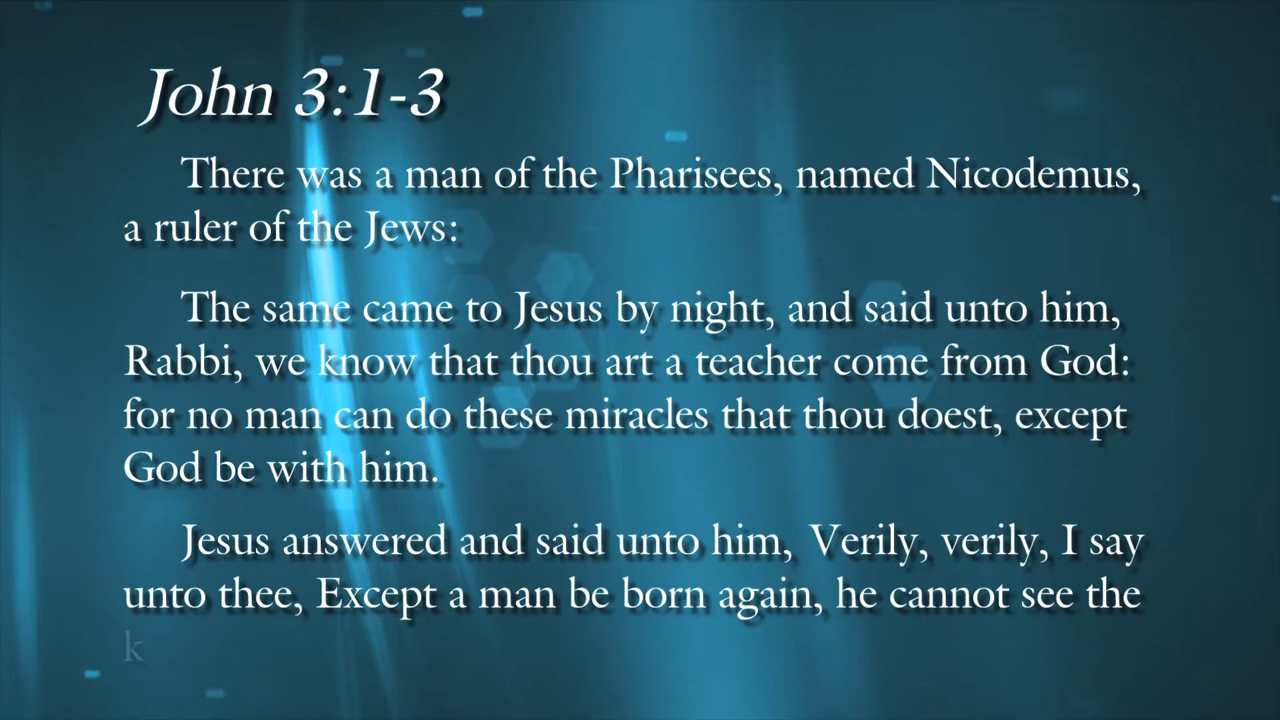 John 3:1-3
There was a man of the Pharisees, named Nicodemus,
a ruler of the Jews:
The same came to Jesus by night, and said unto him,
Rabbi, we know that thou art a teacher come from God:
for no man can do these miracles that thou doest, except
God be with him.
Jesus answered and said unto him, Verily, verily, I say
unto thee, Except a man be born again, he cannot see the
k